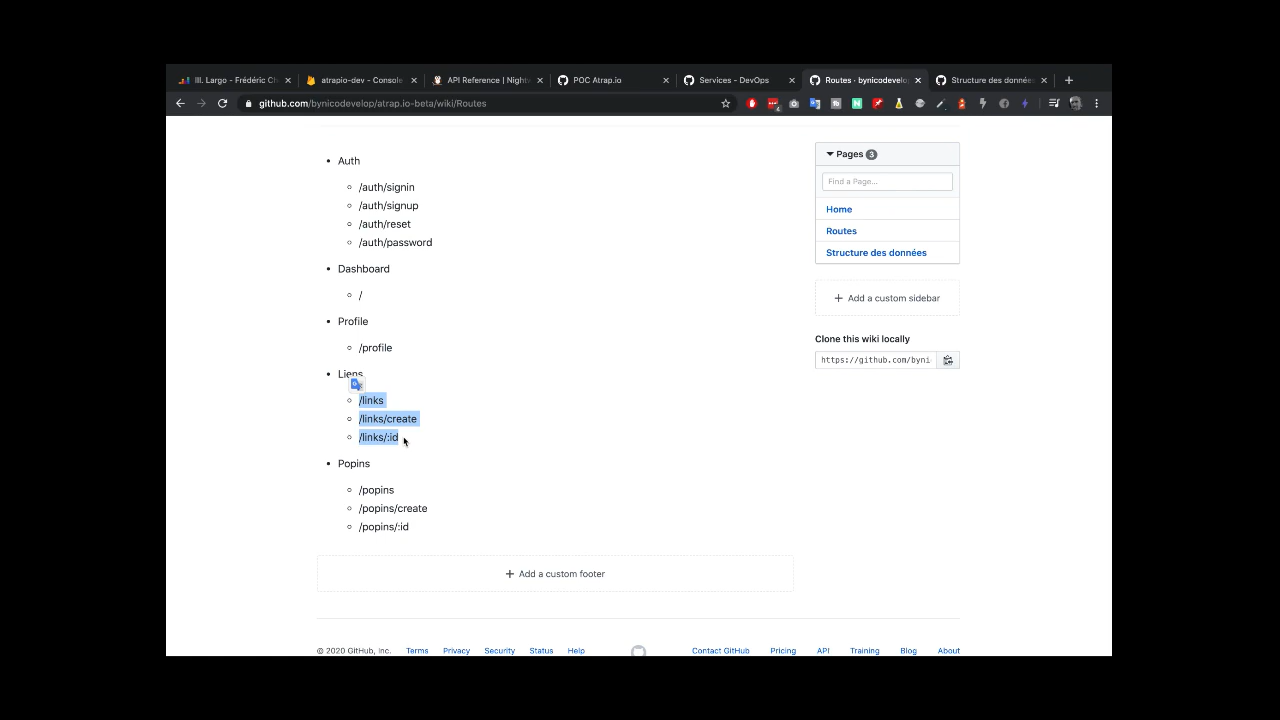 III. Largo - Frédéric Ch
atrapio-dev - Console
API Reference | Nightw
POC Atrap.io
Services - DevOps
Routes · bynicodevelo
Structure des donnée
github.com/bynicodevelop/atrap.io-beta/wiki/Routes
Auth
/auth/signin
/auth/signup
/auth/reset
/auth/password
Dashboard
/
Profile
/profile
Liens
/links
/links/create
/links/:id
Popins
/popins
/popins/create
/popins/:id
Add a custom footer
Pages 3
Find a Page...
Home
Routes
Structure des données
Add a custom sidebar
Clone this wiki locally
https://github.com/byni
© 2020 GitHub, Inc. Terms Privacy Security Status Help Contact GitHub Pricing API Training Blog About